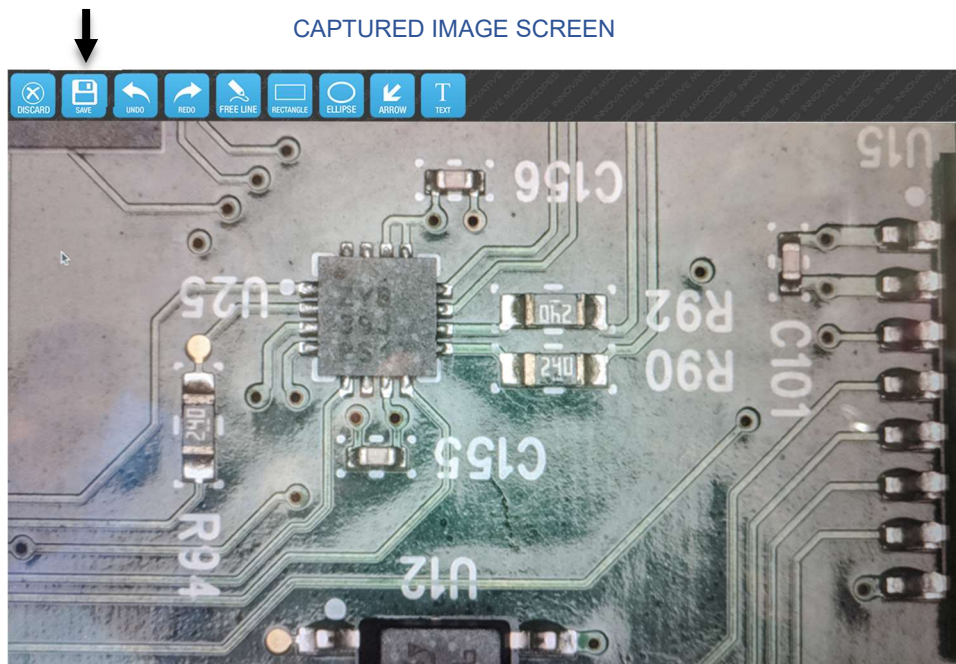 CAPTURED IMAGE SCREEN
DISCARD SAVE UNDO REDO FREE LINE RECTANGLE ELLIPSE ARROW TEXT
U15
C156
U25
R92
240
R90
240
C101
240
C155
R94
U12